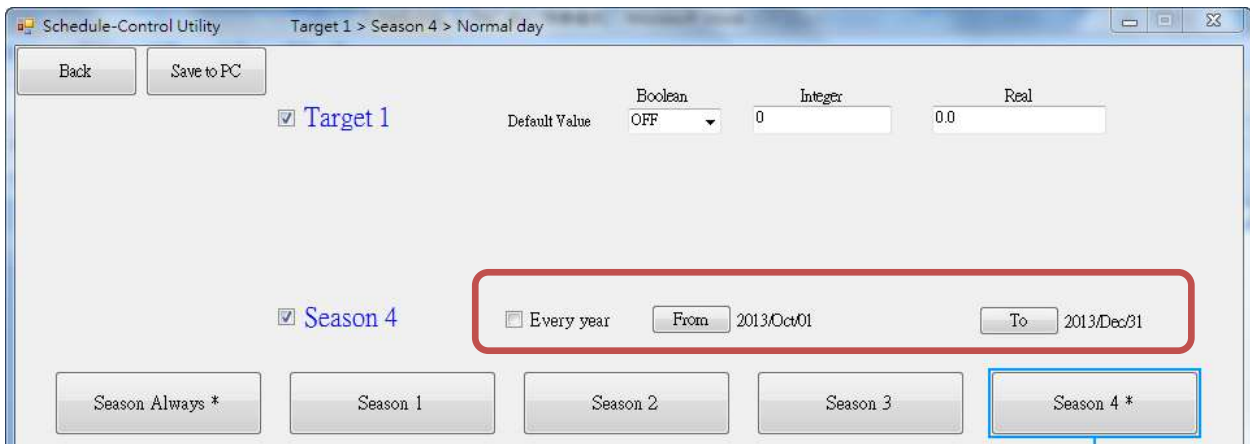 Schedule-Control Utility Target 1 > Season 4 > Normal day
Back Save to PC
Boolean Integer Real
Target 1 Default Value OFF 0 0.0
Season 4 Every year From 2013/Oct/01 To 2013/Dec/31
Season Always * Season 1 Season 2 Season 3 Season 4 *